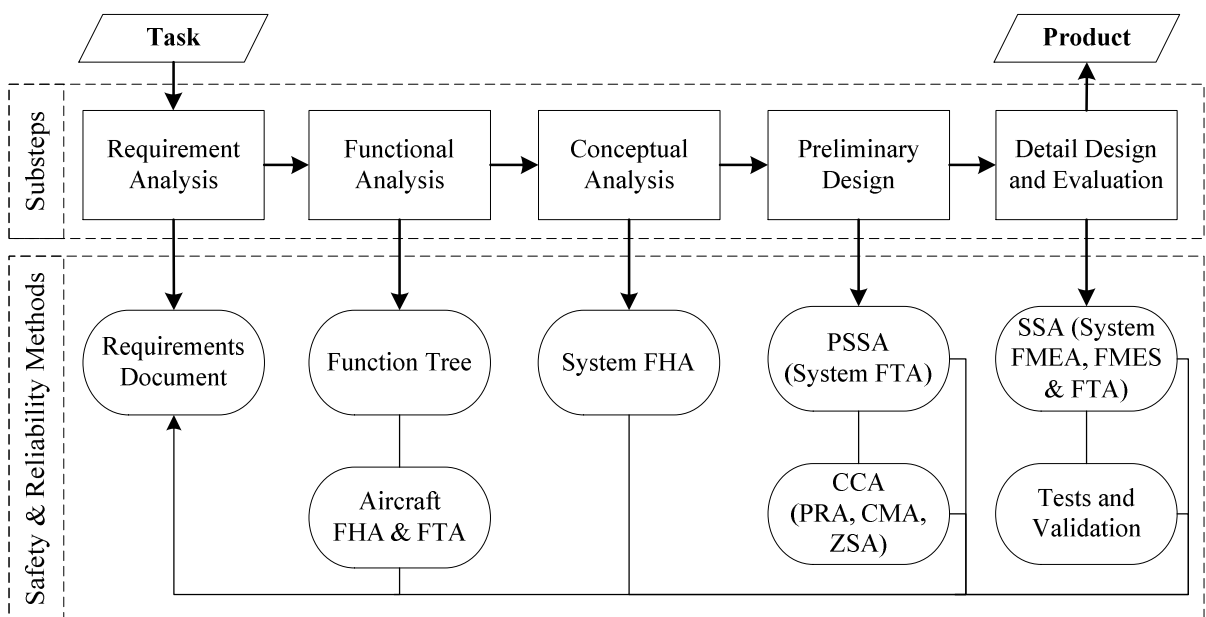 Task
Product
Substeps
Requirement
Analysis
Functional
Analysis
Conceptual
Analysis
Preliminary
Design
Detail Design
and Evaluation
Safety & Reliability Methods
Requirements
Document
Function Tree
System FHA
PSSA
(System FTA)
SSA (System
FMEA, FMES
& FTA)
Aircraft
FHA & FTA
CCA
(PRA, CMA,
ZSA)
Tests and
Validation